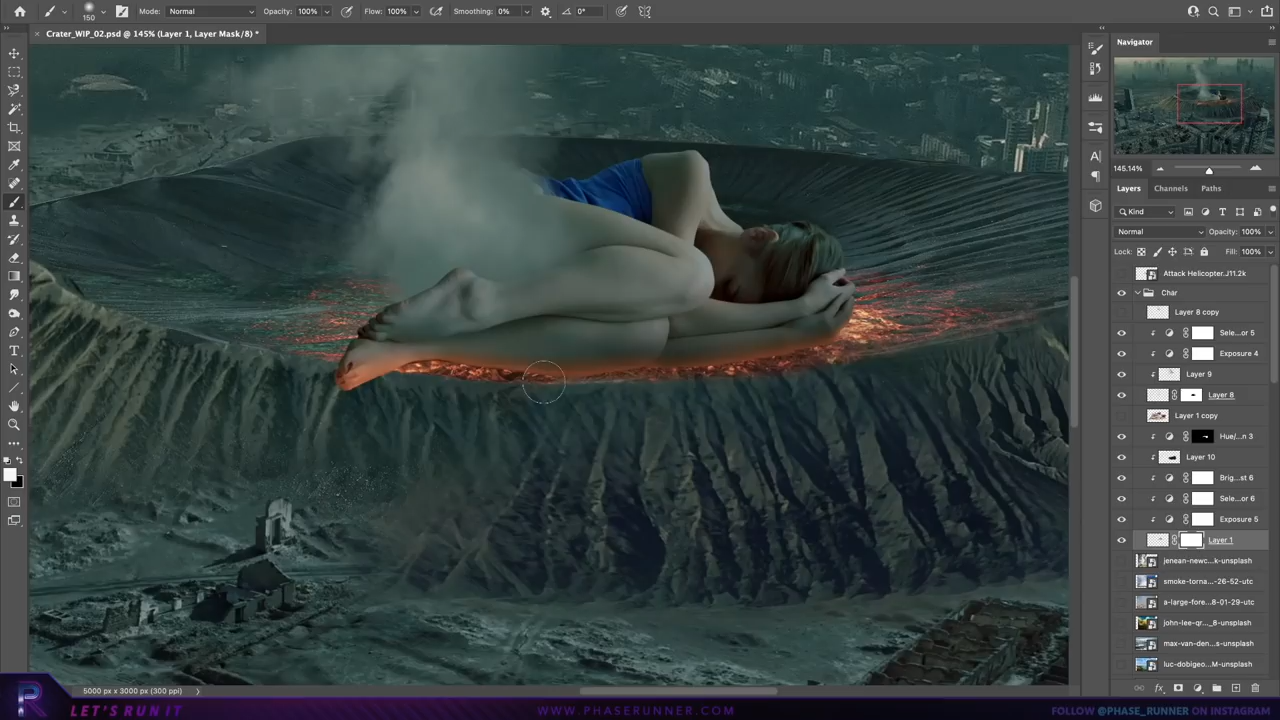 Mode: Normal Opacity: 100% Flow: 100% Smoothing: 0% 0°
150
Crater_WIP_02.psd @ 145% (Layer 1, Layer Mask/8) *
Navigator
145.14%
Layers Channels Paths
Kind
Normal Opacity: 100%
Lock: Fill: 100%
Attack Helicopter.J11.2k
Char
Layer 8 copy
Sele...or 5
Exposure 4
Layer 9
Layer 8
Layer 1 copy
Hue/...n 3
Layer 10
Brig...st 6
Sele...or 6
Exposure 5
Layer 1
jenean-newc...k-unsplash
smoke-torna...-26-52-utc
a-large-fore...8-01-29-utc
john-lee-qr..._8-unsplash
max-van-den...s-unsplash
luc-dobigeo...M-unsplash
5000 px x 3000 px (300 ppi)
LET'S RUN IT
WWW.PHASERUNNER.COM
FOLLOW @PHASE_RUNNER ON INSTAGRAM